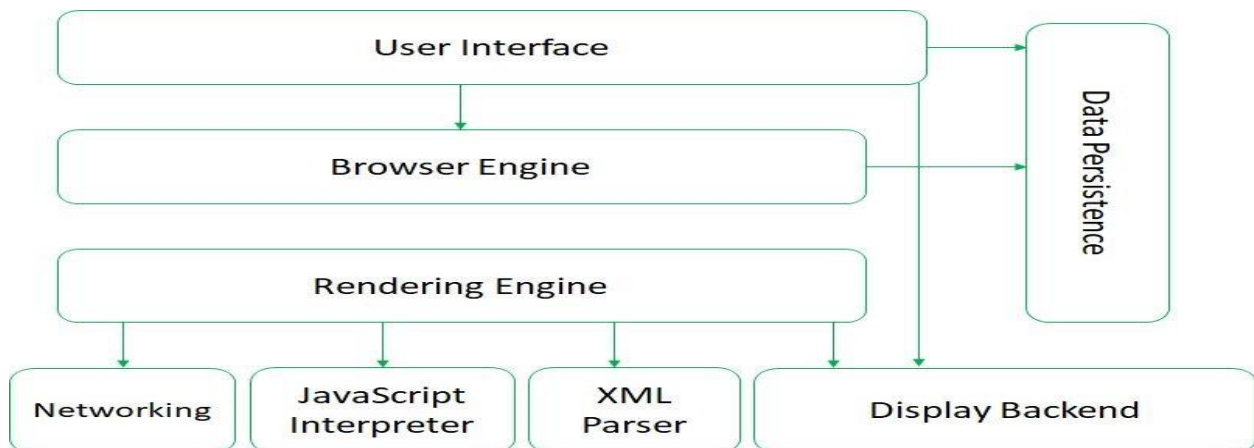 User Interface
Data Persistence
Browser Engine
Rendering Engine
Networking
JavaScript
Interpreter
XML
Parser
Display Backend